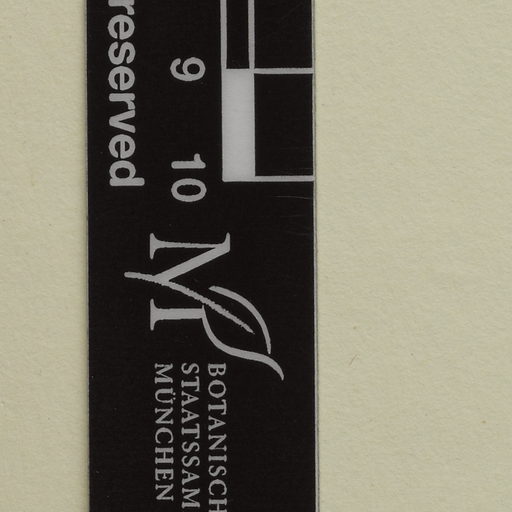 reserved
9 10
M
BOTANISCH
STAATSSAM
MÜNCHEN